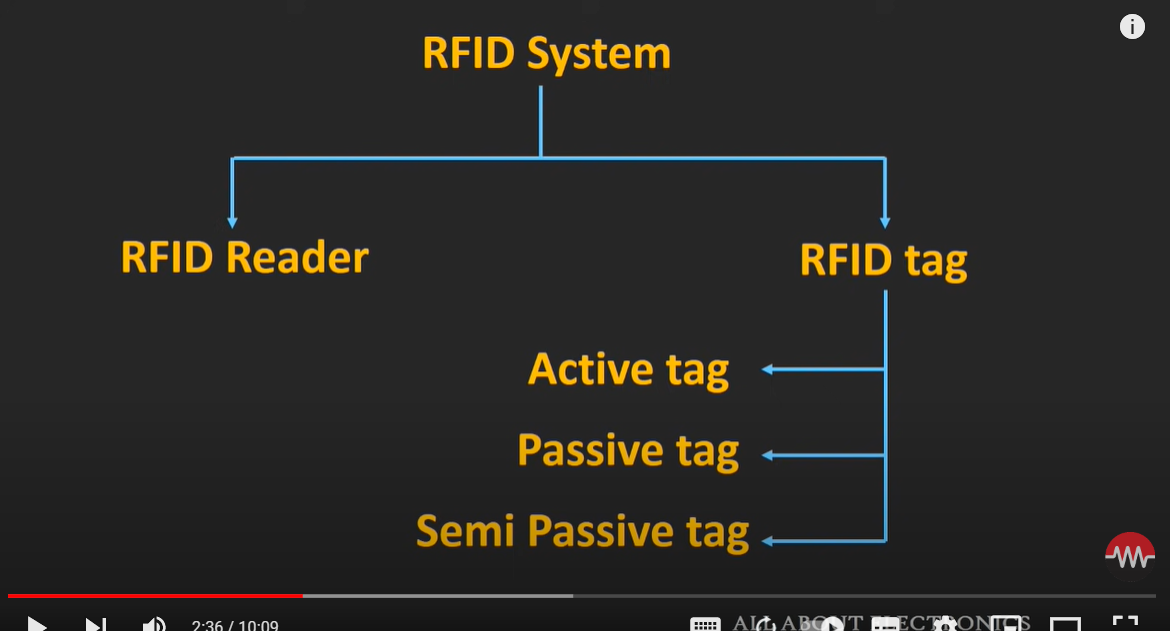 RFID System
RFID Reader
RFID tag
Active tag
Passive tag
Semi Passive tag
2:36 / 10:09
ALL ABOUT ELECTRONICS